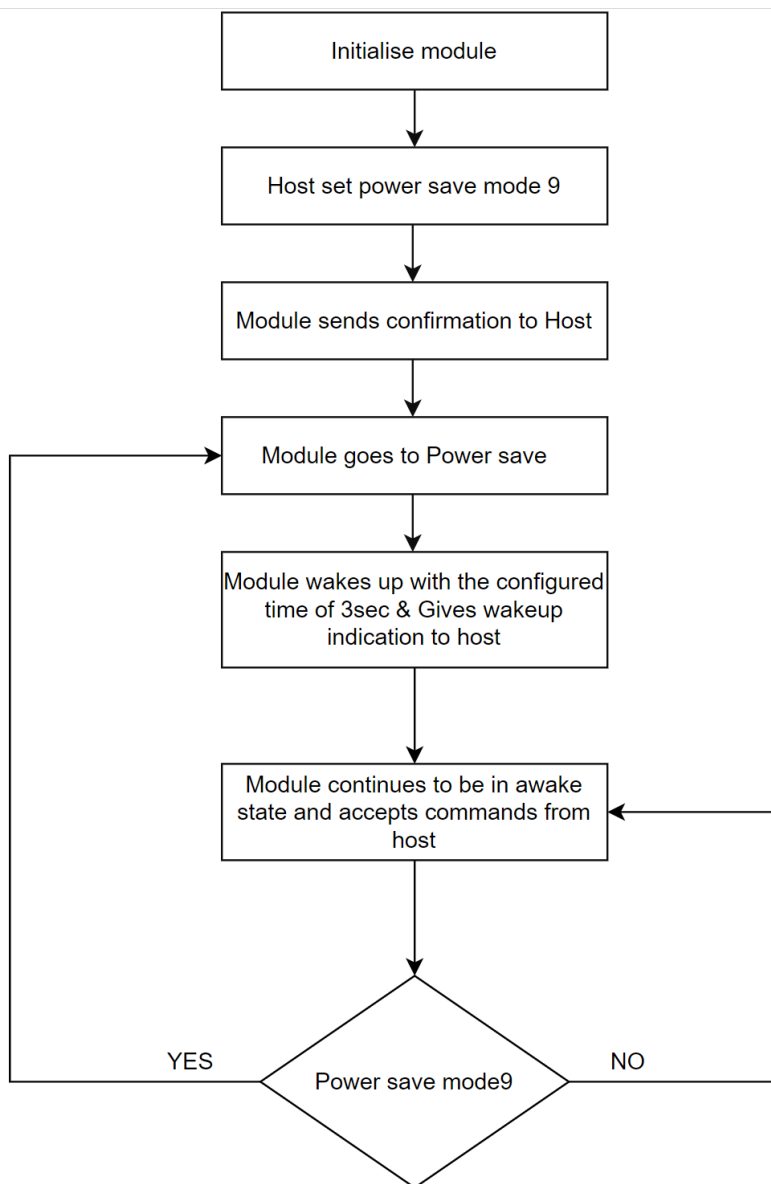 Initialise module
Host set power save mode 9
Module sends confirmation to Host
Module goes to Power save
Module wakes up with the configured
time of 3sec & Gives wakeup
indication to host
Module continues to be in awake
state and accepts commands from
host
YES
Power save mode9
NO